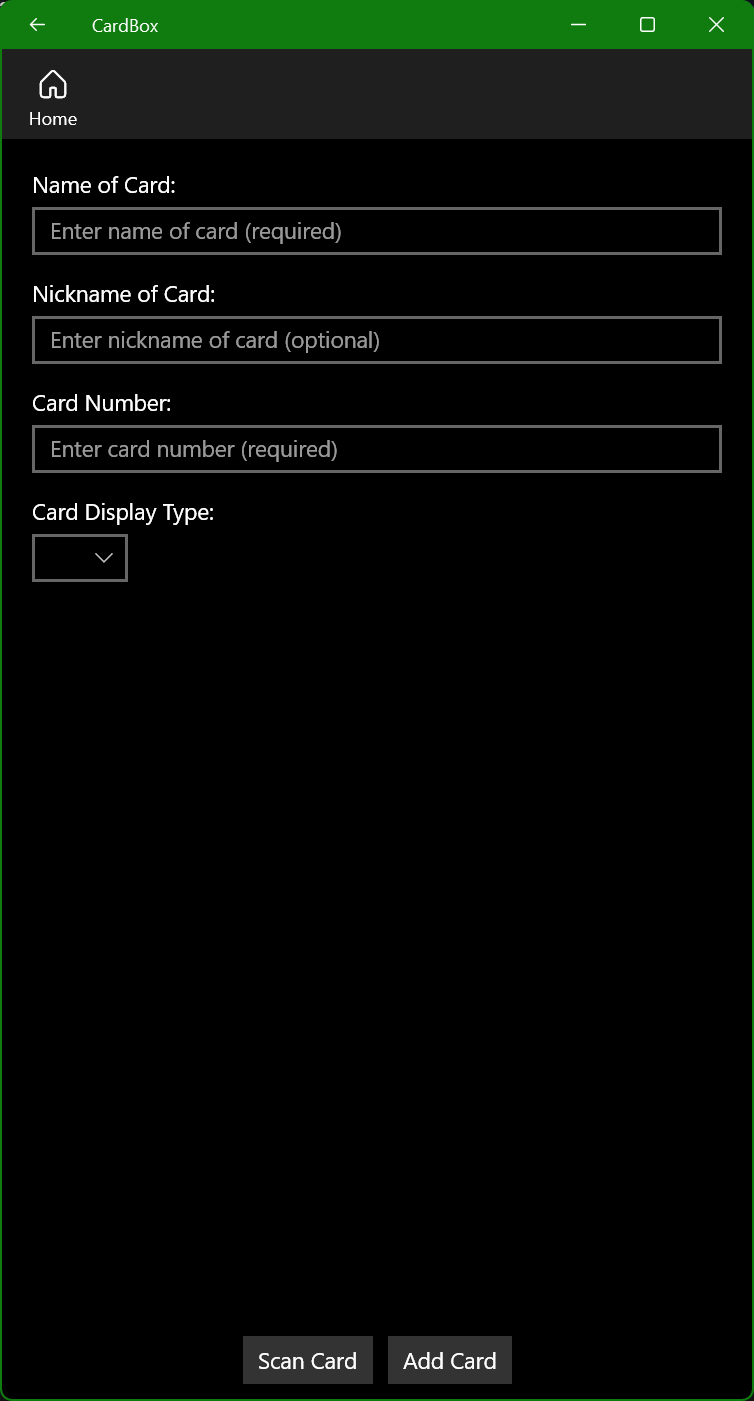 CardBox
Home
Name of Card:
Enter name of card (required)
Nickname of Card:
Enter nickname of card (optional)
Card Number:
Enter card number (required)
Card Display Type:
Scan Card Add Card